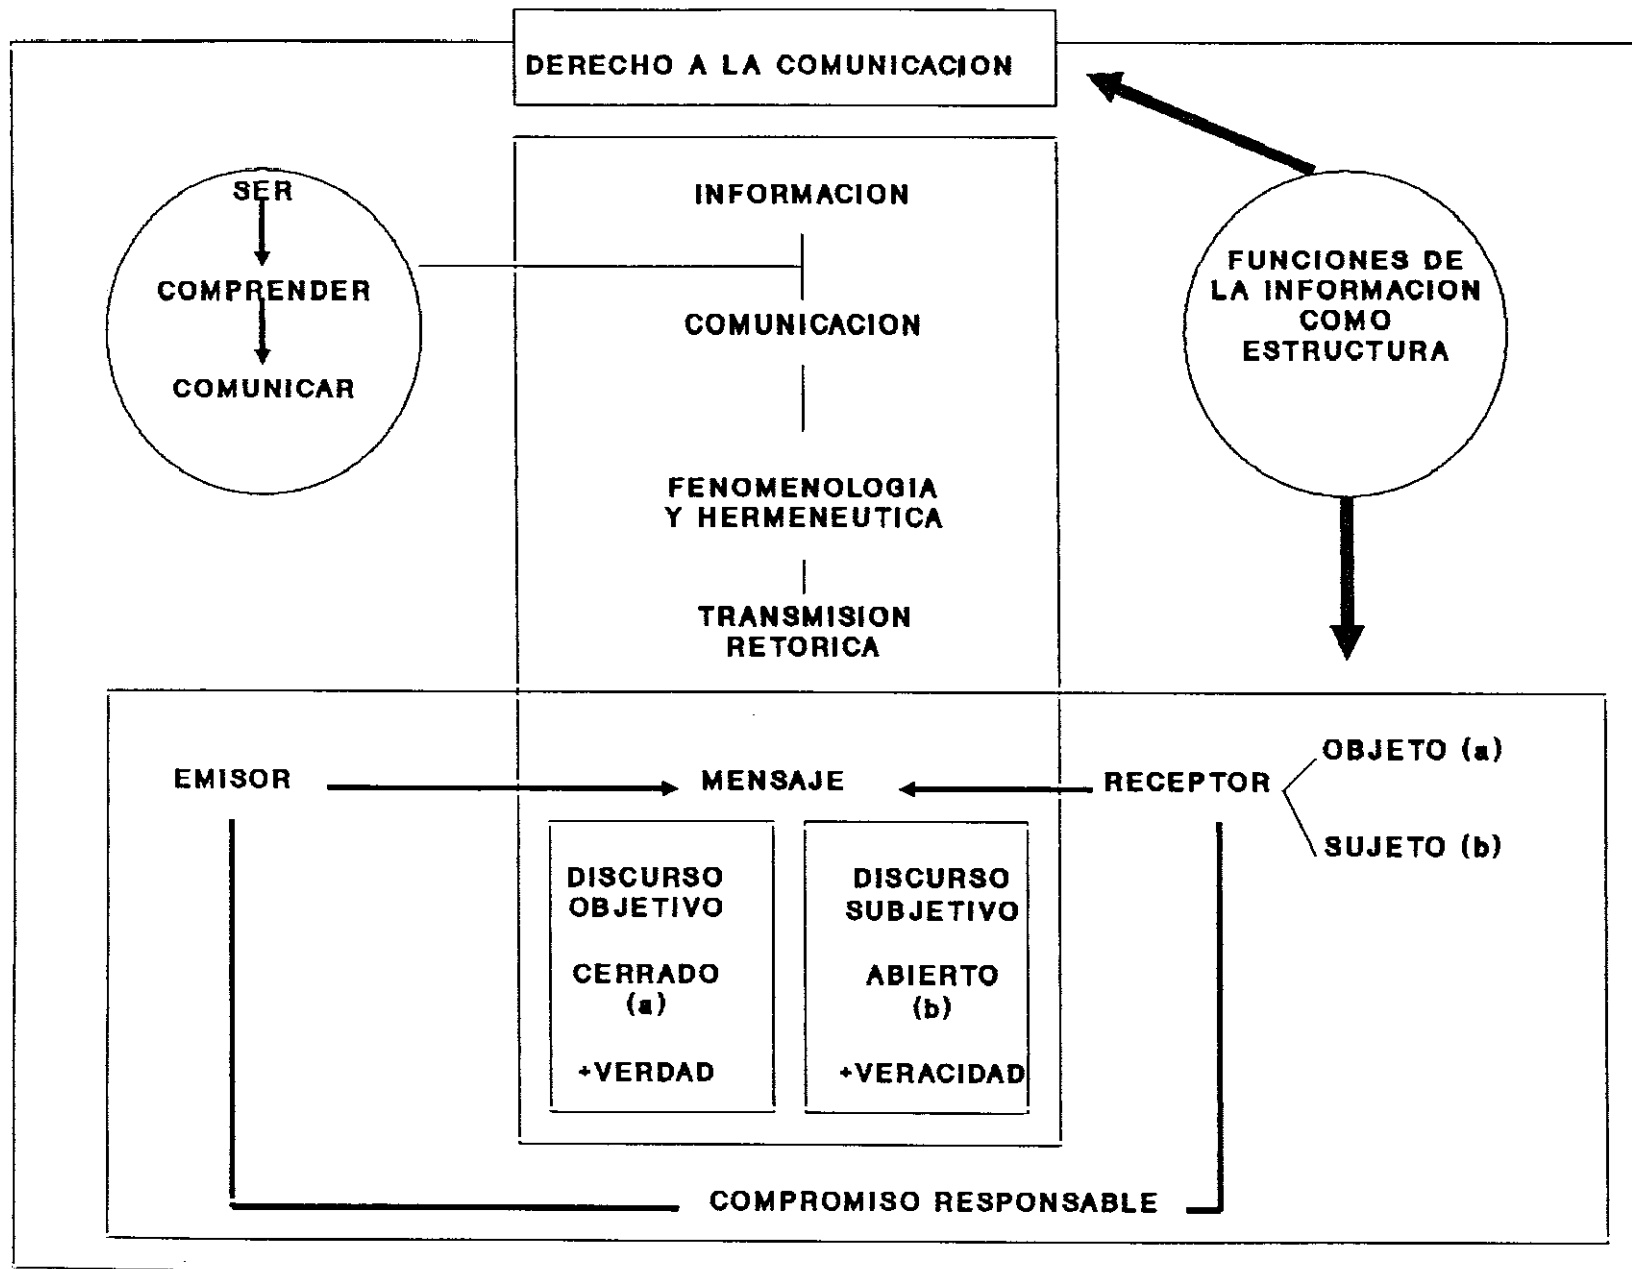 DERECHO A LA COMUNICACION
SER
COMPRENDER
COMUNICAR
INFORMACION
COMUNICACION
FENOMENOLOGIA
Y HERMENEUTICA
TRANSMISION
RETORICA
FUNCIONES DE
LA INFORMACION
COMO
ESTRUCTURA
EMISOR
MENSAJE
RECEPTOR
OBJETO (a)
SUJETO (b)
DISCURSO
OBJETIVO
CERRADO
(a)
+VERDAD
DISCURSO
SUBJETIVO
ABIERTO
(b)
+VERACIDAD
COMPROMISO RESPONSABLE